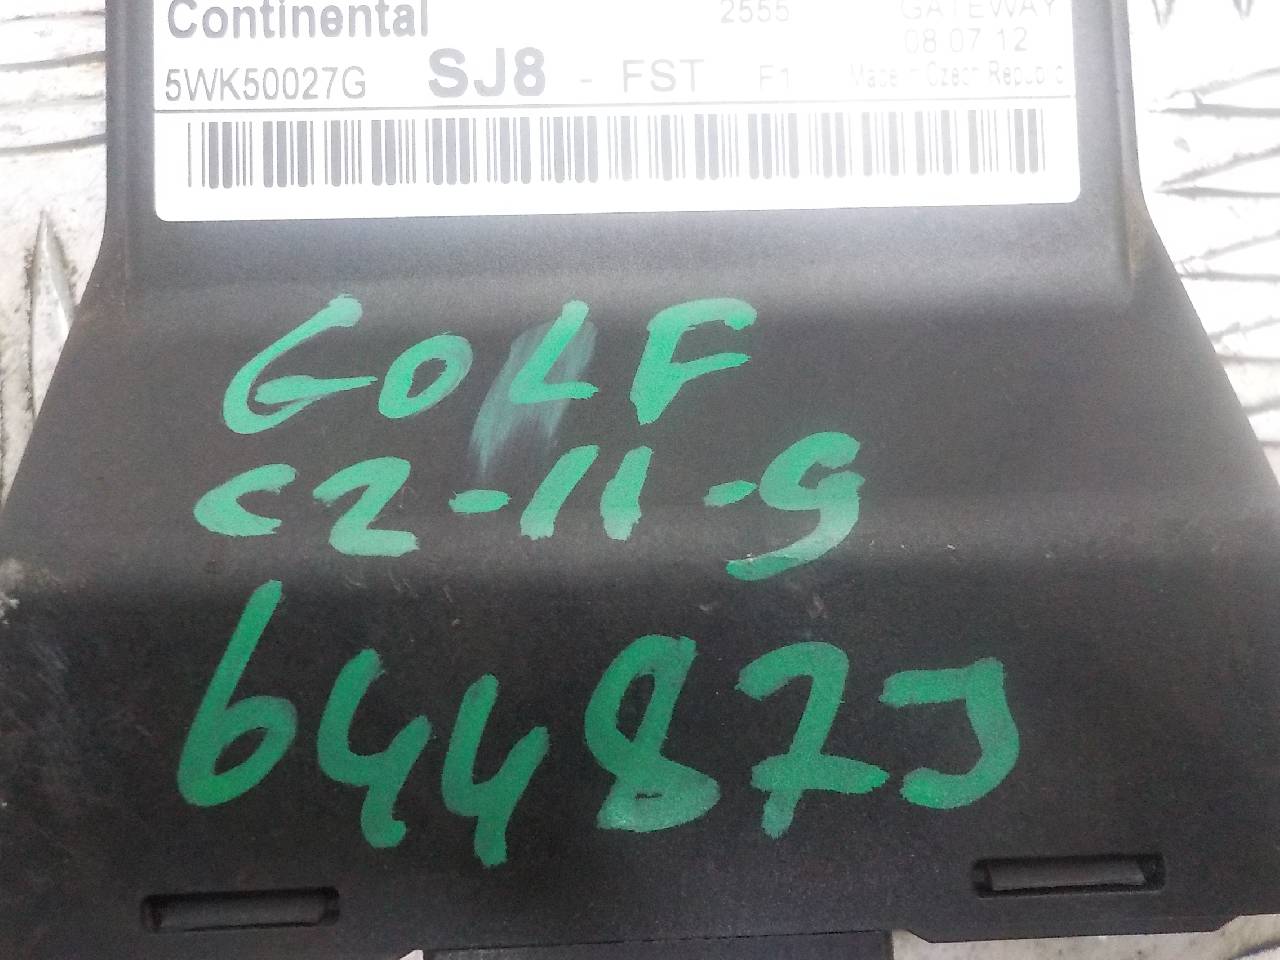 Continental 2555 GATEWAY
08 07 12
5WK50027G SJ8 - FST F1 Made in Czech Republic
GOLF
C2-11-G
64487J